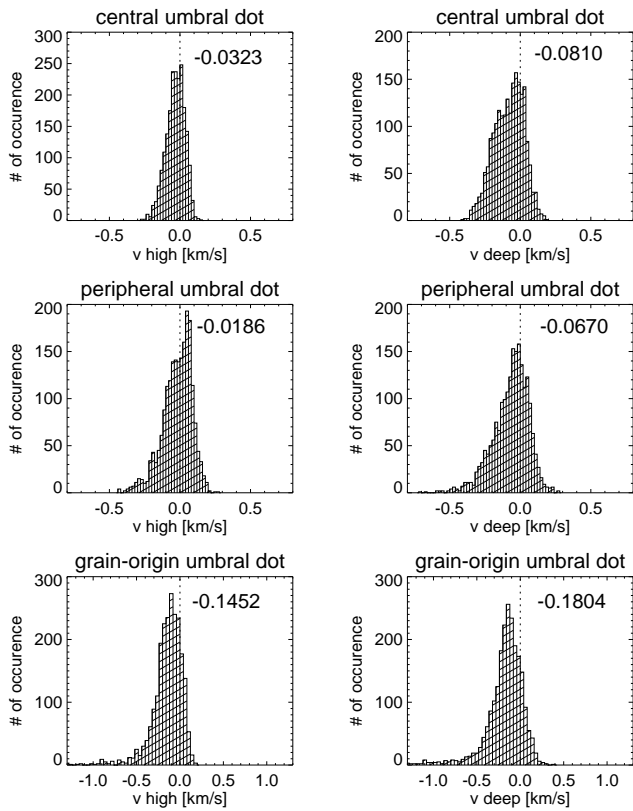 central umbral dot
300
250
200
150
100
50
0
# of occurence
-0.0323
-0.5 0.0 0.5
v high [km/s]
central umbral dot
200
150
100
50
0
# of occurence
-0.0810
-0.5 0.0 0.5
v deep [km/s]
peripheral umbral dot
200
150
100
50
0
# of occurence
-0.0186
-0.5 0.0 0.5
v high [km/s]
peripheral umbral dot
200
150
100
50
0
# of occurence
-0.0670
-0.5 0.0 0.5
v deep [km/s]
grain-origin umbral dot
300
200
100
0
# of occurence
-0.1452
-1.0 -0.5 0.0 0.5 1.0
v high [km/s]
grain-origin umbral dot
300
200
100
0
# of occurence
-0.1804
-1.0 -0.5 0.0 0.5 1.0
v deep [km/s]